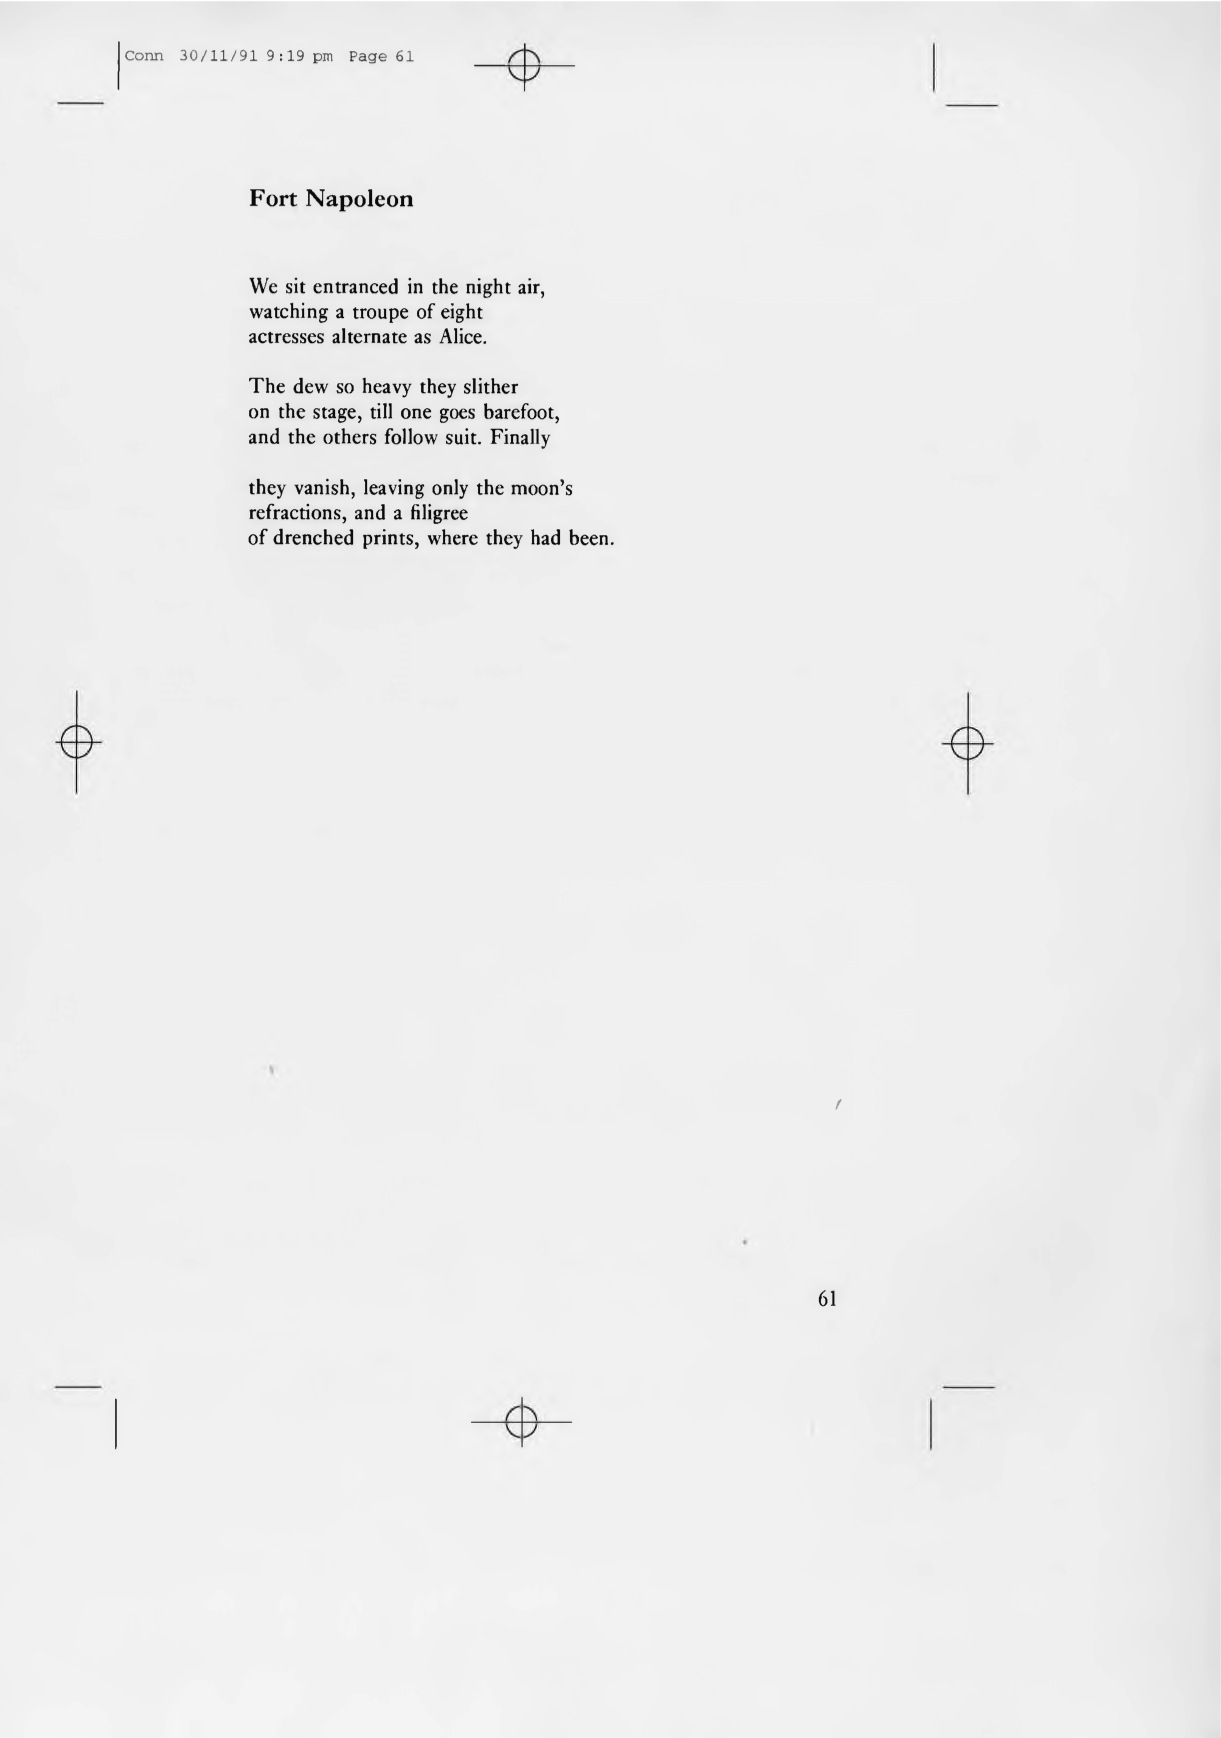 Conn 30/11/91 9:19 pm Page 61
Fort Napoleon
We sit entranced in the night air,
watching a troupe of eight
actresses alternate as Alice.
The dew so heavy they slither
on the stage, till one goes barefoot,
and the others follow suit. Finally
they vanish, leaving only the moon's
refractions, and a filigree
of drenched prints, where they had been.
61